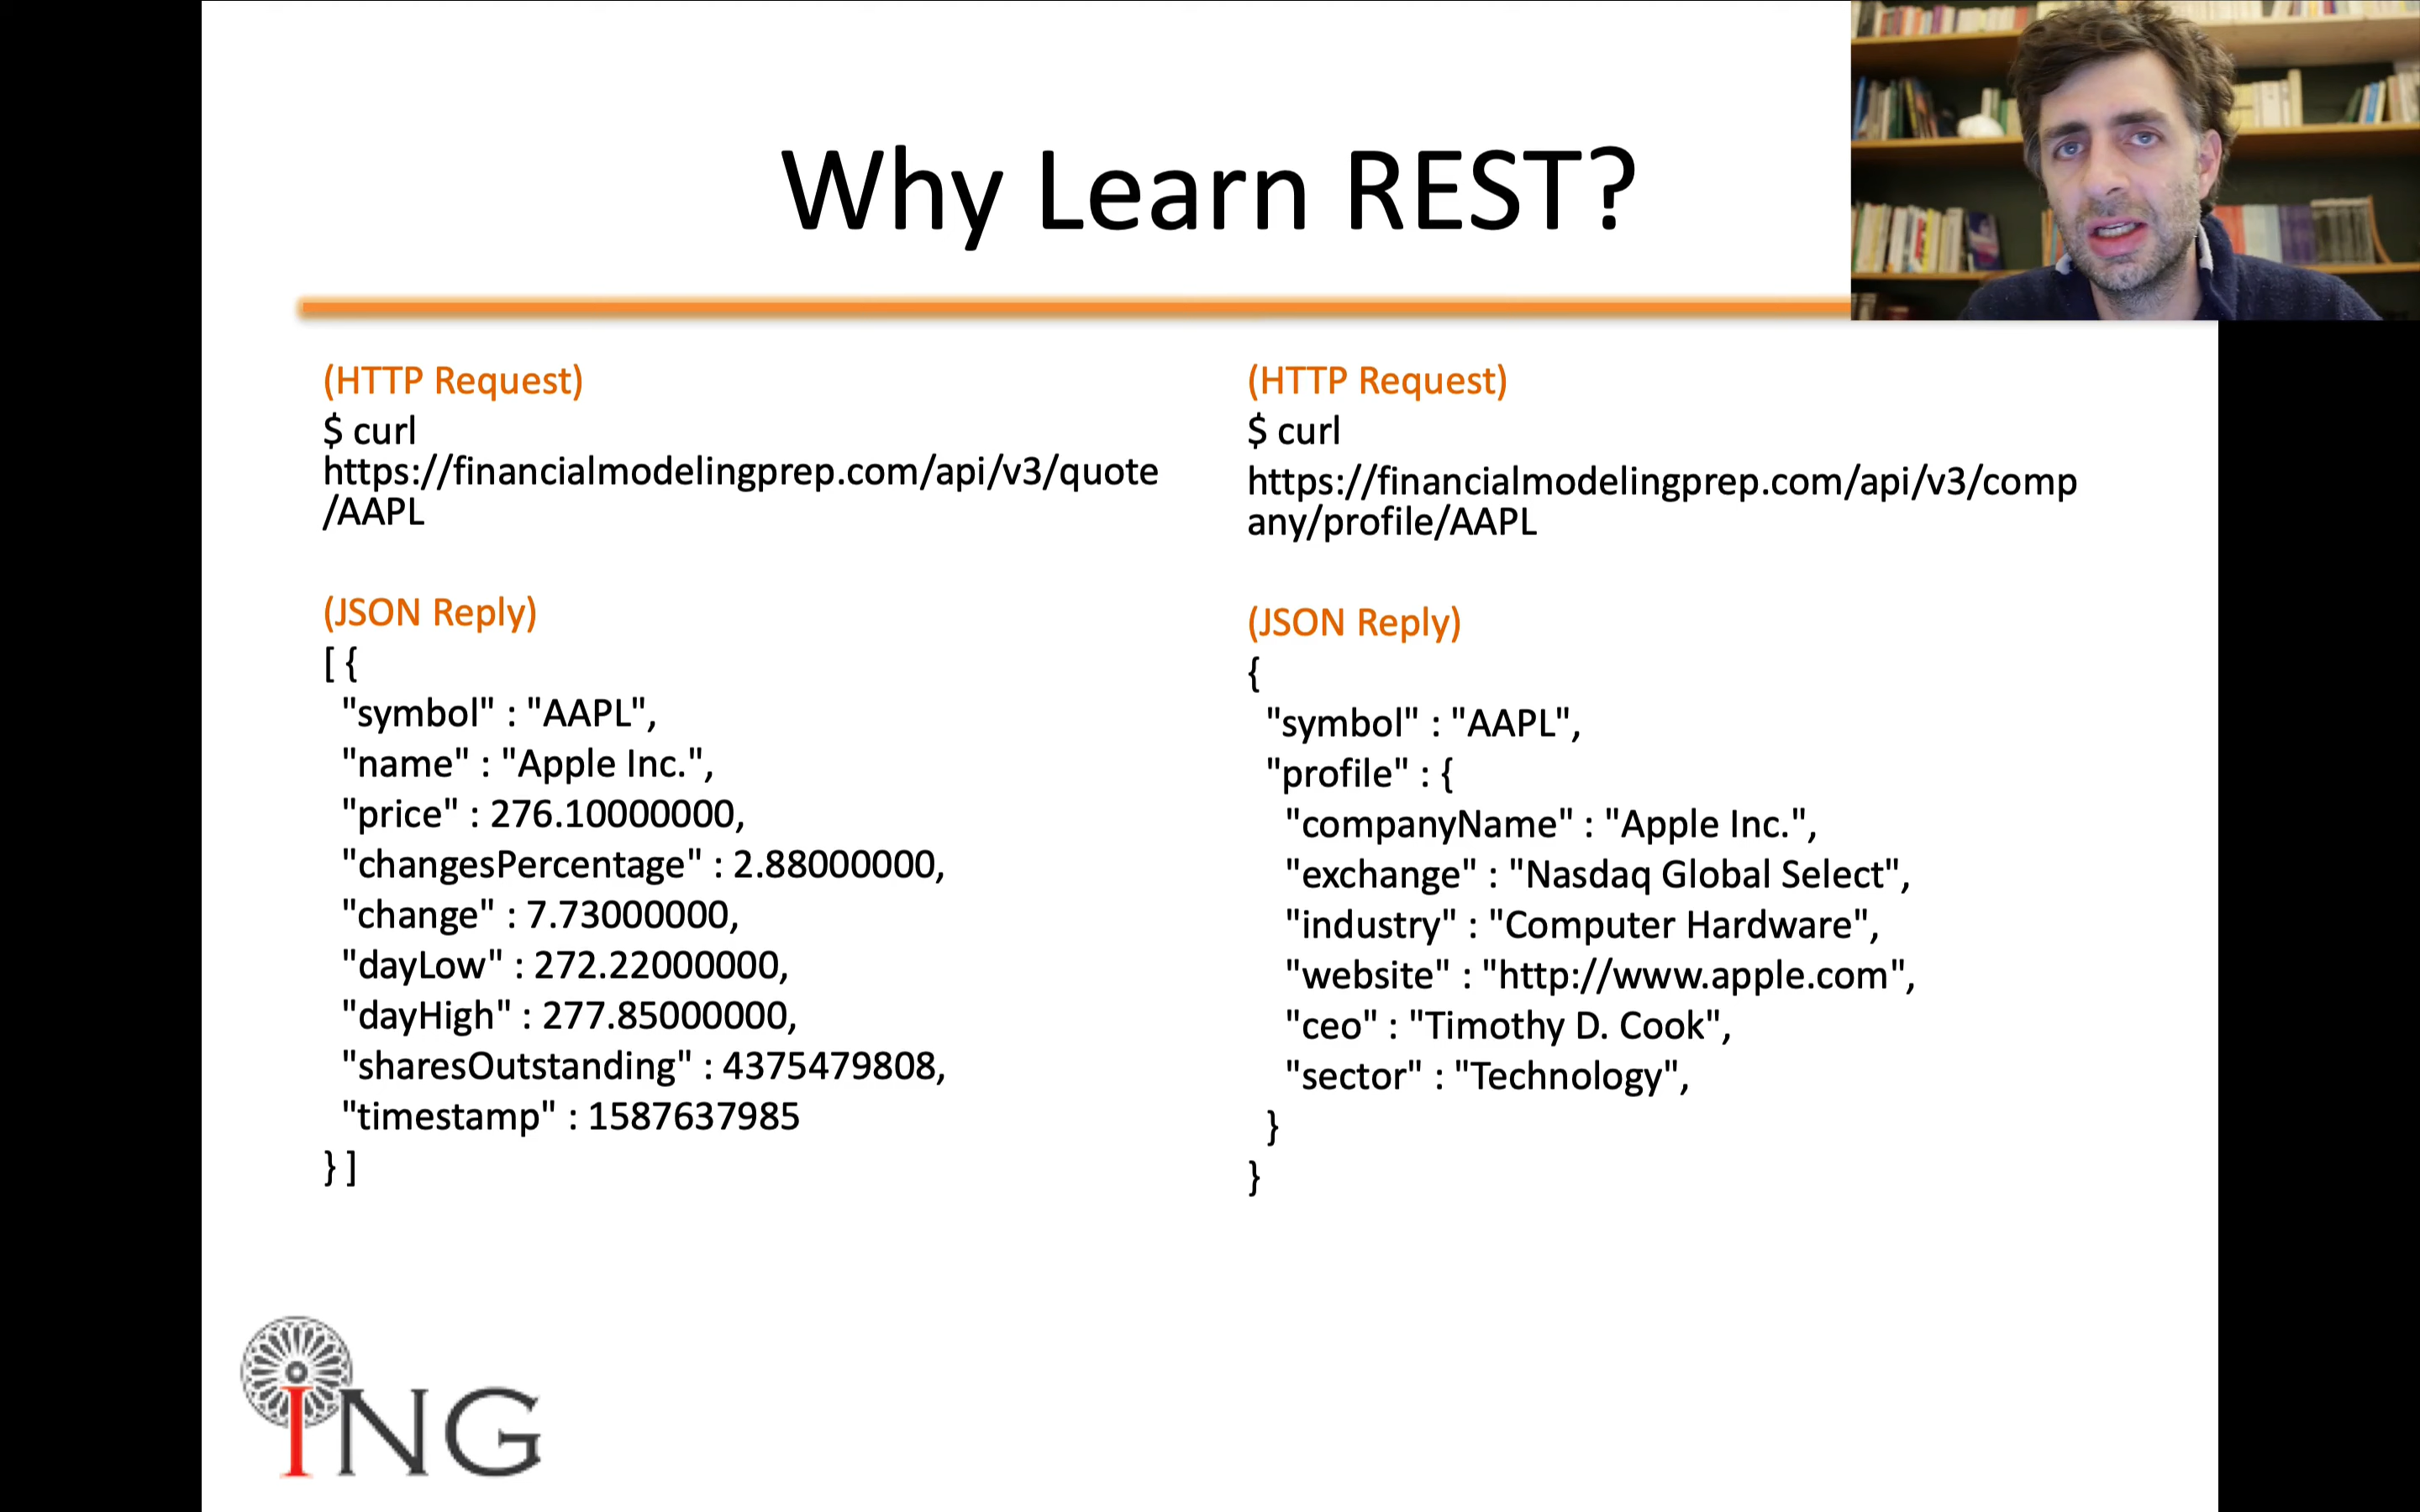 Why Learn REST?
(HTTP Request)
$ curl
https://financialmodelingprep.com/api/v3/quote
/AAPL
(JSON Reply)
[ {
"symbol" : "AAPL",
"name" : "Apple Inc.",
"price" : 276.10000000,
"changesPercentage" : 2.88000000,
"change" : 7.73000000,
"dayLow" : 272.22000000,
"dayHigh" : 277.85000000,
"sharesOutstanding" : 4375479808,
"timestamp" : 1587637985
} ]
(HTTP Request)
$ curl
https://financialmodelingprep.com/api/v3/comp
any/profile/AAPL
(JSON Reply)
{
"symbol" : "AAPL",
"profile" : {
"companyName" : "Apple Inc.",
"exchange" : "Nasdaq Global Select",
"industry" : "Computer Hardware",
"website" : "http://www.apple.com",
"ceo" : "Timothy D. Cook",
"sector" : "Technology",
}
}
ING